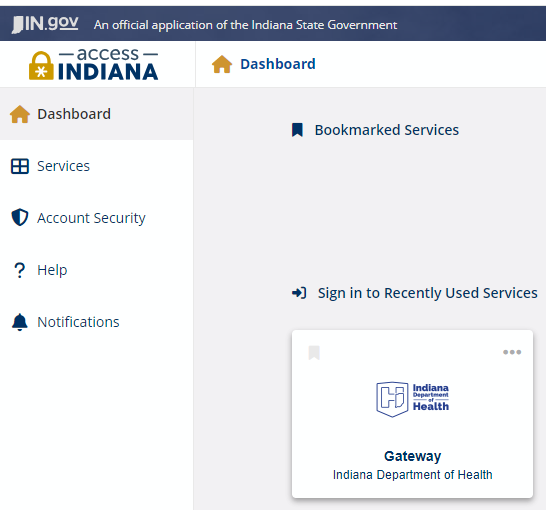 IN.gov An official application of the Indiana State Government
access
INDIANA
Dashboard
Dashboard
Services
Account Security
Help
Notifications
Bookmarked Services
Sign in to Recently Used Services
Indiana
Department
of
Health
Gateway
Indiana Department of Health